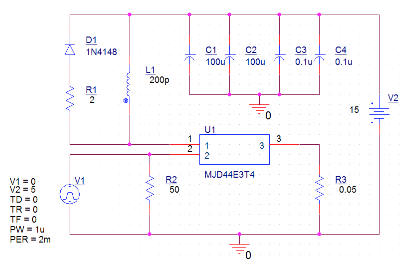 D1
1N4148
R1
2
L1
200p
C1
100u
C2
100u
C3
0.1u
C4
0.1u
0
V2
15
U1
1
2
1
2
3
3
MJD44E3T4
V1
V1 = 0
V2 = 5
TD = 0
TR = 0
TF = 0
PW = 1u
PER = 2m
R2
50
R3
0.05
0